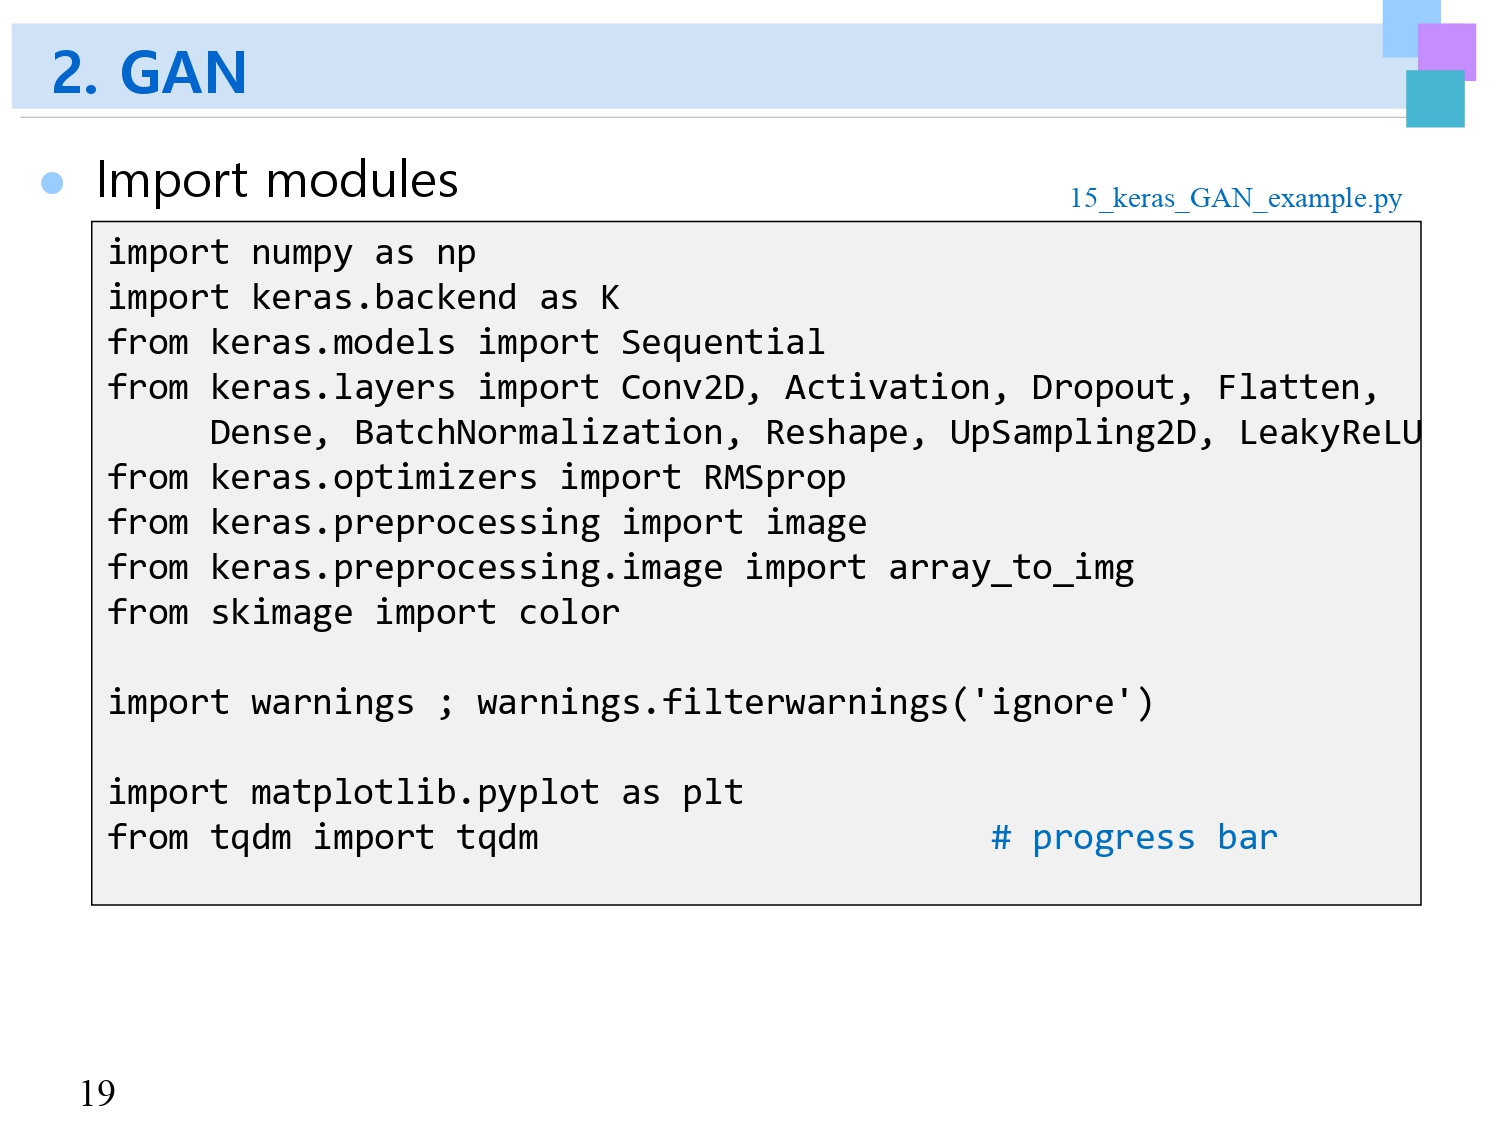 2. GAN
Import modules
15_keras_GAN_example.py
import numpy as np
import keras.backend as K
from keras.models import Sequential
from keras.layers import Conv2D, Activation, Dropout, Flatten,
     Dense, BatchNormalization, Reshape, UpSampling2D, LeakyReLU
from keras.optimizers import RMSprop
from keras.preprocessing import image
from keras.preprocessing.image import array_to_img
from skimage import color
import warnings ; warnings.filterwarnings('ignore')
import matplotlib.pyplot as plt
from tqdm import tqdm                      # progress bar
19